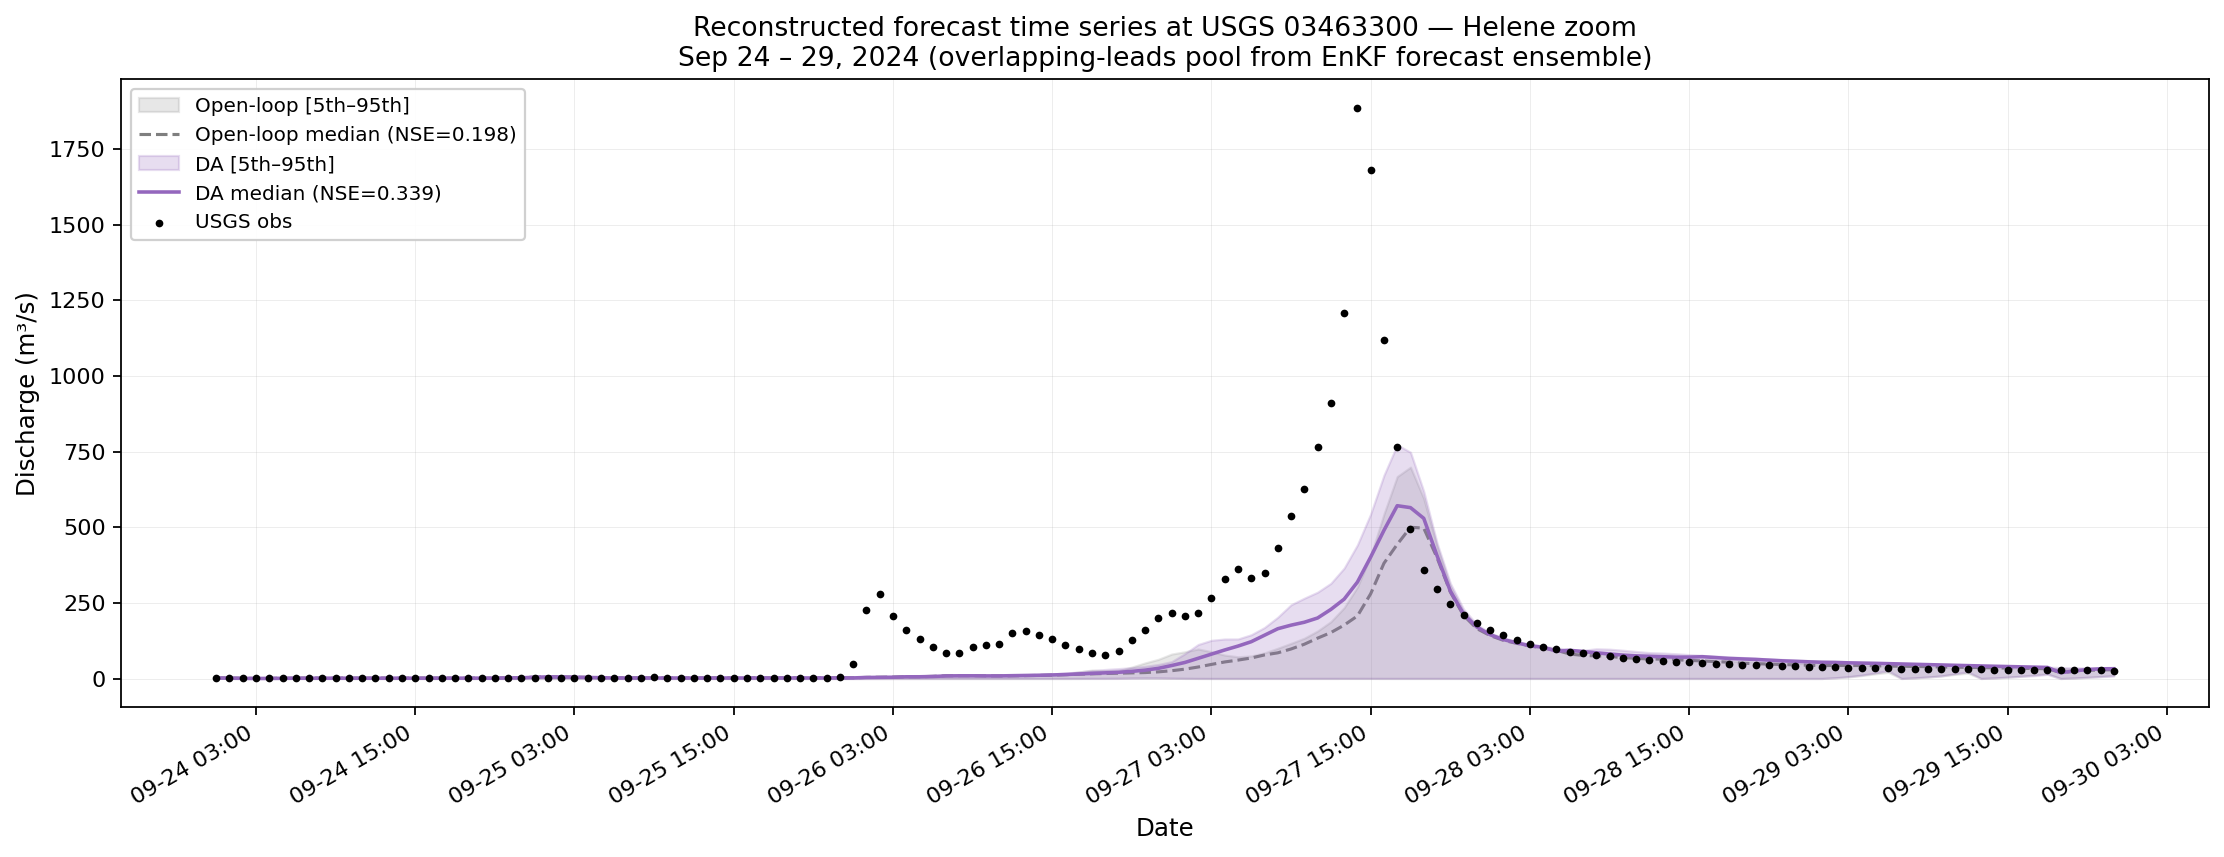 Reconstructed forecast time series at USGS 03463300 — Helene zoom
Sep 24 – 29, 2024 (overlapping-leads pool from EnKF forecast ensemble)
Open-loop [5th–95th]
Open-loop median (NSE=0.198)
DA [5th–95th]
DA median (NSE=0.339)
USGS obs
Discharge (m³/s)
1750
1500
1250
1000
750
500
250
0
09-24 03:00
09-24 15:00
09-25 03:00
09-25 15:00
09-26 03:00
09-26 15:00
09-27 03:00
09-27 15:00
09-28 03:00
09-28 15:00
09-29 03:00
09-29 15:00
09-30 03:00
Date